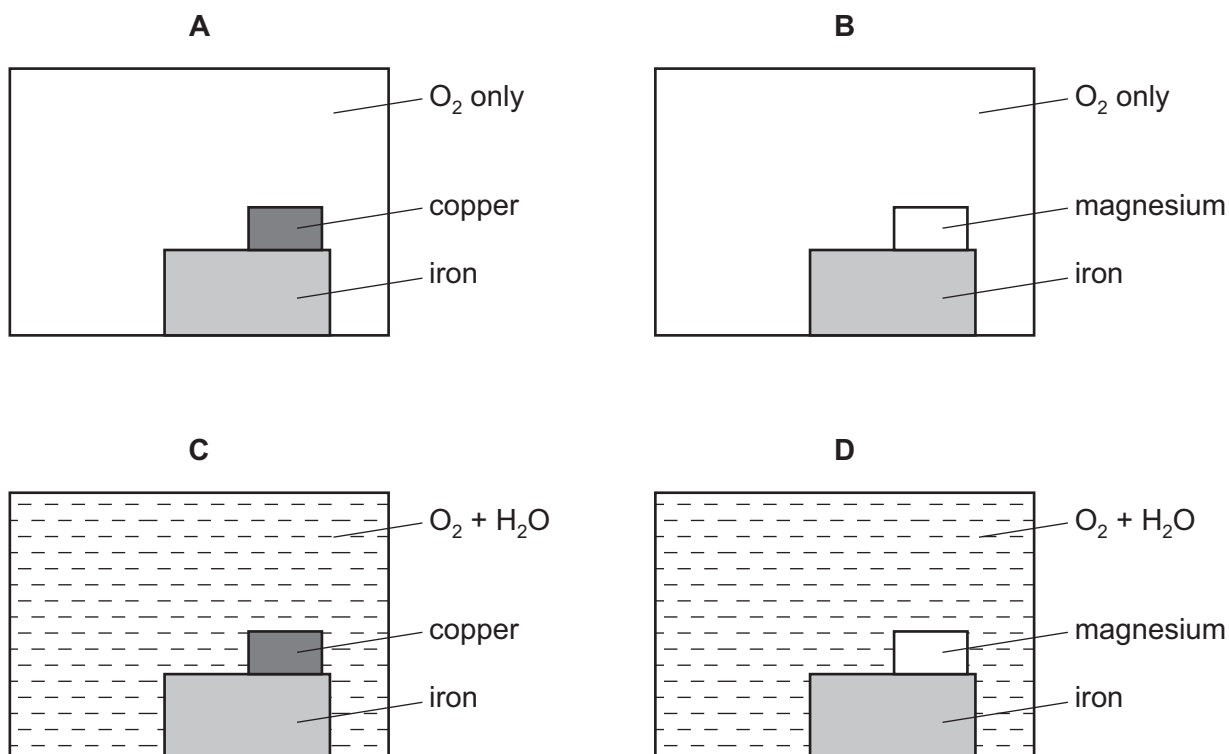 A
O₂ only
copper
iron
B
O₂ only
magnesium
iron
C
O₂ + H₂O
copper
iron
D
O₂ + H₂O
magnesium
iron